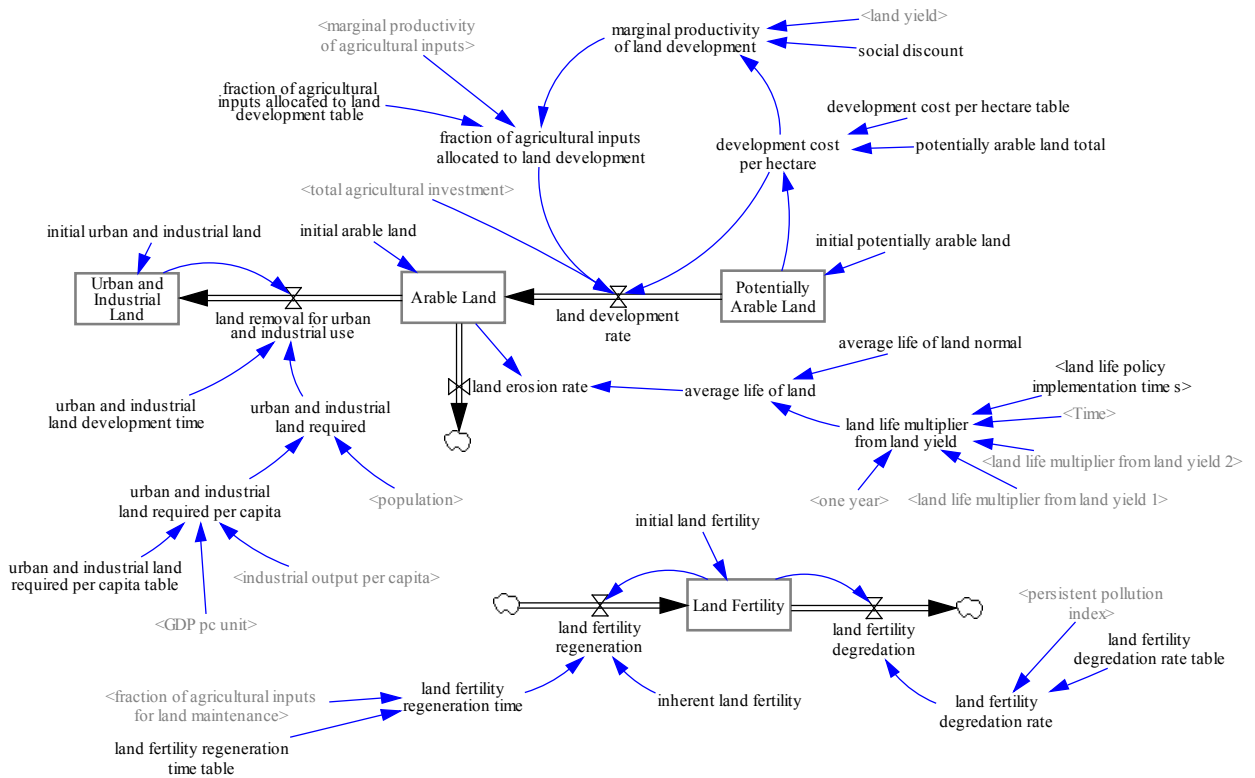 <marginal productivity
of agricultural inputs>
marginal productivity
of land development
<land yield>
social discount
fraction of agricultural
inputs allocated to land
development table
fraction of agricultural inputs
allocated to land development
development cost per hectare table
development cost
per hectare
potentially arable land total
<total agricultural investment>
initial urban and industrial land
initial arable land
initial potentially arable land
Urban and
Industrial
Land
Arable Land
Potentially
Arable Land
land removal for urban
and industrial use
land development
rate
average life of land normal
land erosion rate
average life of land
<land life policy
implementation time s>
<Time>
urban and industrial
land development time
urban and industrial
land required
land life multiplier
from land yield
<land life multiplier from land yield 2>
<one year>
<land life multiplier from land yield 1>
urban and industrial
land required per capita
<population>
initial land fertility
urban and industrial land
required per capita table
<industrial output per capita>
<GDP pc unit>
Land Fertility
<persistent pollution
index>
land fertility
regeneration
land fertility
degredation
land fertility
degredation rate table
<fraction of agricultural inputs
for land maintenance>
land fertility
regeneration time
inherent land fertility
land fertility
degredation rate
land fertility regeneration
time table